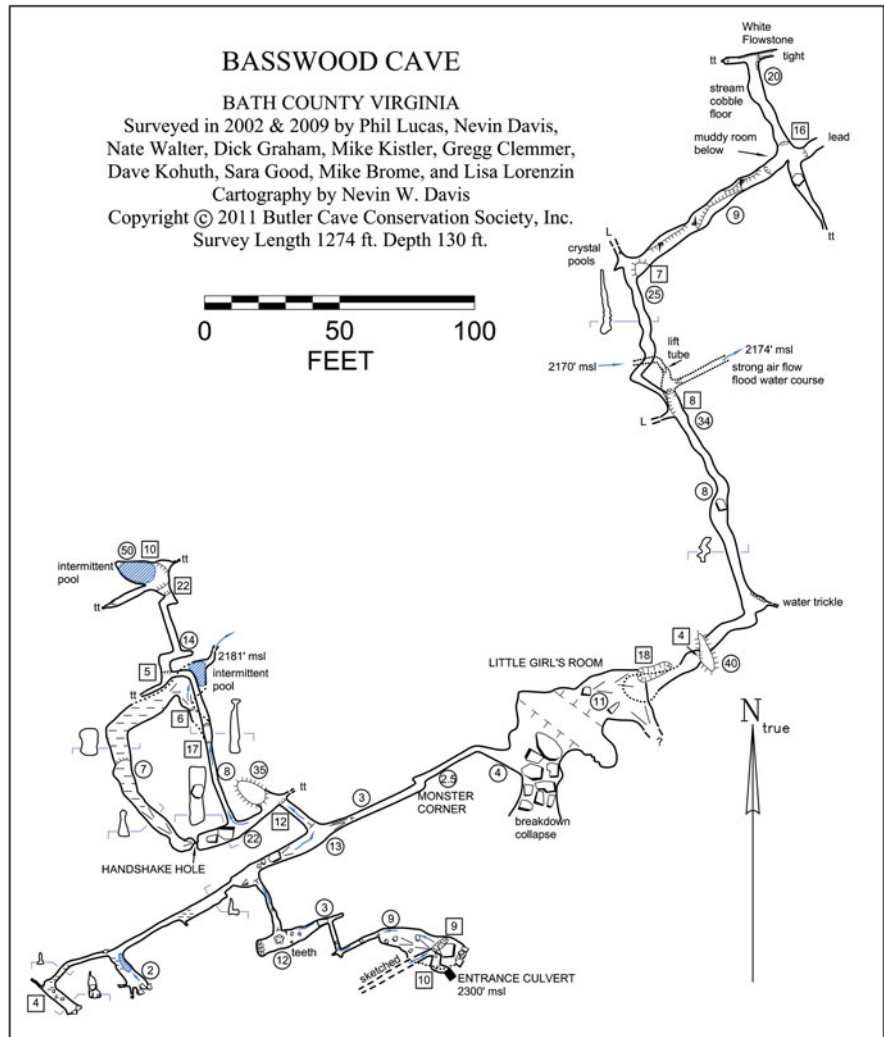 BASSWOOD CAVE
BATH COUNTY VIRGINIA
Surveyed in 2002 & 2009 by Phil Lucas, Nevin Davis,
Nate Walter, Dick Graham, Mike Kistler, Gregg Clemmer,
Dave Kohuth, Sara Good, Mike Brome, and Lisa Lorenzin
Cartography by Nevin W. Davis
Copyright © 2011 Butler Cave Conservation Society, Inc.
Survey Length 1274 ft. Depth 130 ft.
0 50 100
FEET
White
Flowstone
tt
tight
20
stream
cobble
floor
16
muddy room
below
lead
9
tt
L
crystal
pools
7
25
lift
tube
2170' msl
2174' msl
strong air flow
flood water course
8
L
34
8
water trickle
4
40
18
LITTLE GIRL'S ROOM
11
?
N
true
50
10
tt
intermittent
pool
22
tt
14
2181' msl
5
intermittent
pool
tt
6
17
7
8
35
tt
3
2.5
MONSTER
CORNER
4
breakdown
collapse
12
22
13
HANDSHAKE HOLE
3
9
9
teeth
12
sketched
10
ENTRANCE CULVERT
2300' msl
2
4